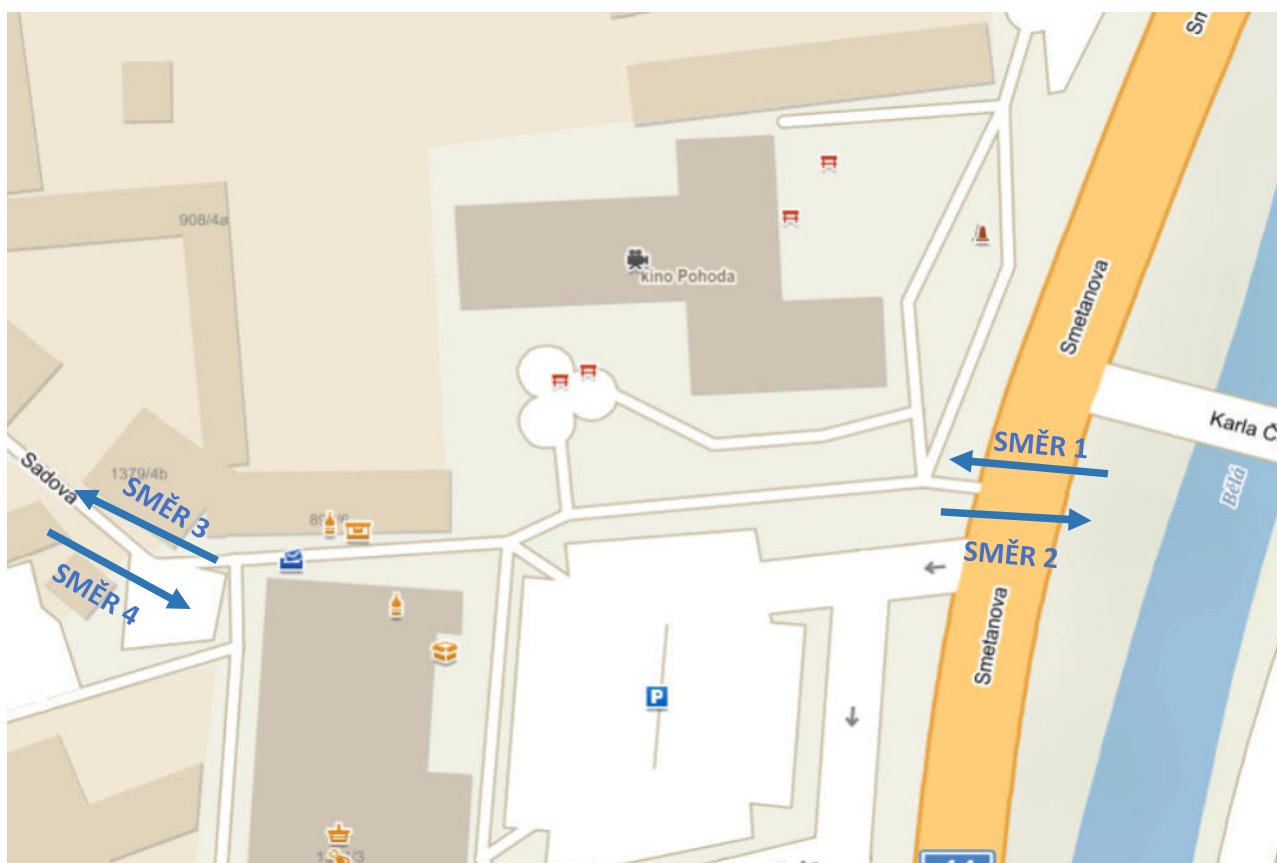 Sm
908/4a
kino Pohoda
Smetanova
Karla Č
SMĚR 1
Bělá
Sadova
1379/4b
SMĚR 3
SMĚR 2
SMĚR 4
Smetanova
P